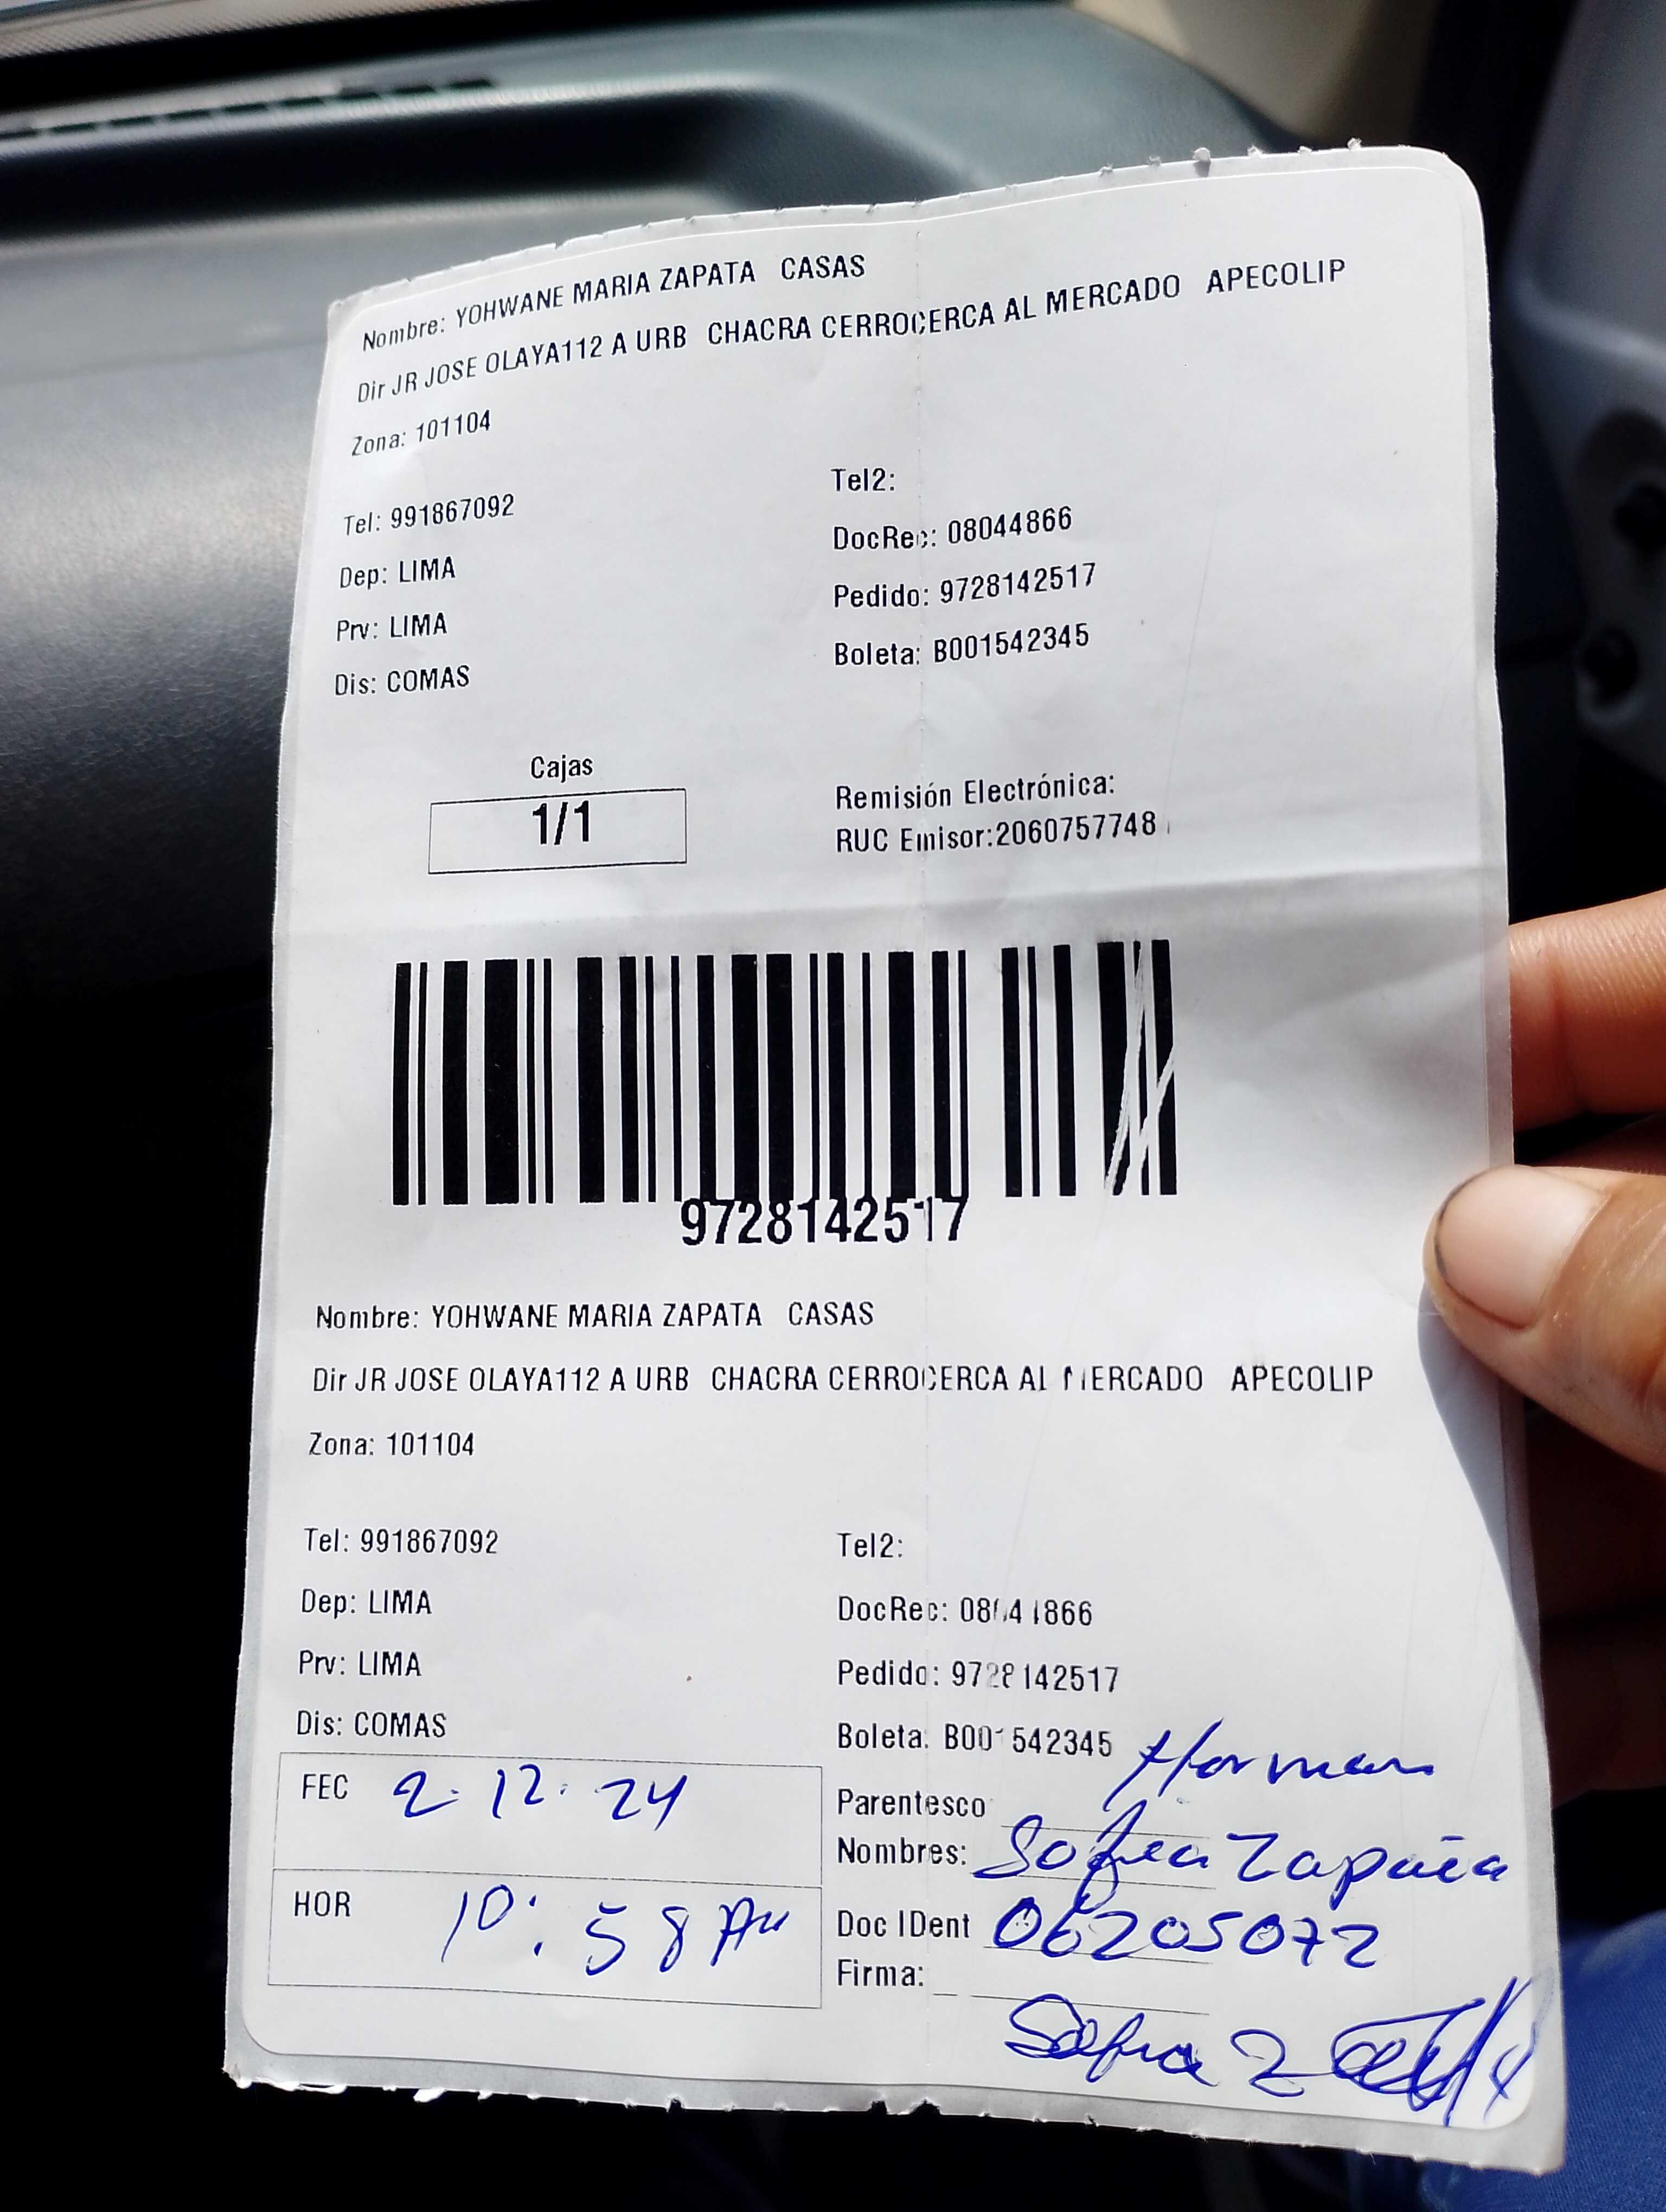 Nombre: YOHWANE MARIA ZAPATA CASAS
Dir JR JOSE OLAYA112 A URB CHACRA CERROCERCA AL MERCADO APECOLIP
Zona: 101104
Tel: 991867092 Tel2:
Dep: LIMA DocRec: 08044866
Prv: LIMA Pedido: 9728142517
Dis: COMAS Boleta: B001542345
Cajas
1/1
Remisión Electrónica:
RUC Emisor:2060757748
9728142517
Nombre: YOHWANE MARIA ZAPATA CASAS
Dir JR JOSE OLAYA112 A URB CHACRA CERROCERCA AL MERCADO APECOLIP
Zona: 101104
Tel: 991867092 Tel2:
Dep: LIMA DocRec: 08044866
Prv: LIMA Pedido: 9728142517
Dis: COMAS Boleta: B001542345
FEC 2.12.24
Parentesco
Nombres: Sofia Zapata
HOR 10:58 AM
Doc IDent 06205072
Firma:
Sofia Z